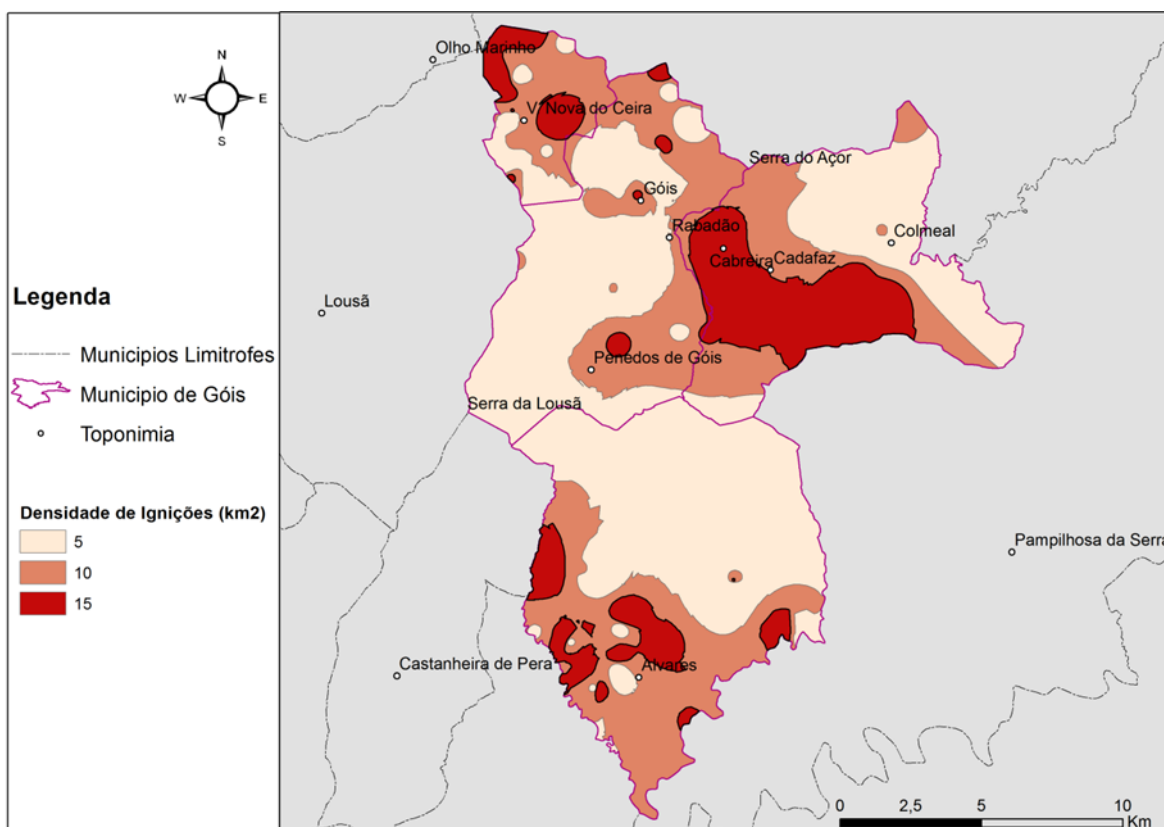 N
W
E
S
Legenda
Municipios Limitrofes
Municipio de Góis
Toponimia
Densidade de Ignições (km2)
5
10
15
Olho Marinho
Vª Nova do Ceira
Serra do Açor
Góis
Rabadão
Colmeal
Cabreira
Cadafaz
Lousã
Penedos de Góis
Serra da Lousã
Pampilhosa da Serra
Castanheira de Pera
Alvares
0 2,5 5 10
Km